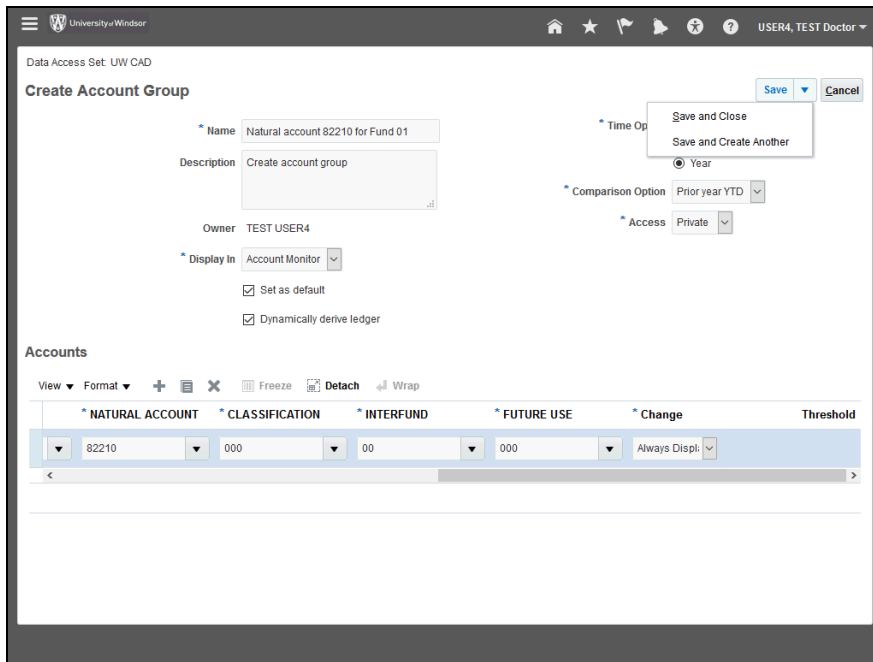 University of Windsor
USER4, TEST Doctor
Data Access Set: UW CAD
Create Account Group
Save
Cancel
Save and Close
Save and Create Another
* Name Natural account 82210 for Fund 01
* Time Op
Year
Description Create account group
* Comparison Option Prior year YTD
Owner TEST USER4
* Access Private
* Display In Account Monitor
Set as default
Dynamically derive ledger
Accounts
View Format Freeze Detach Wrap
* NATURAL ACCOUNT * CLASSIFICATION * INTERFUND * FUTURE USE * Change Threshold
82210 000 00 000 Always Displ